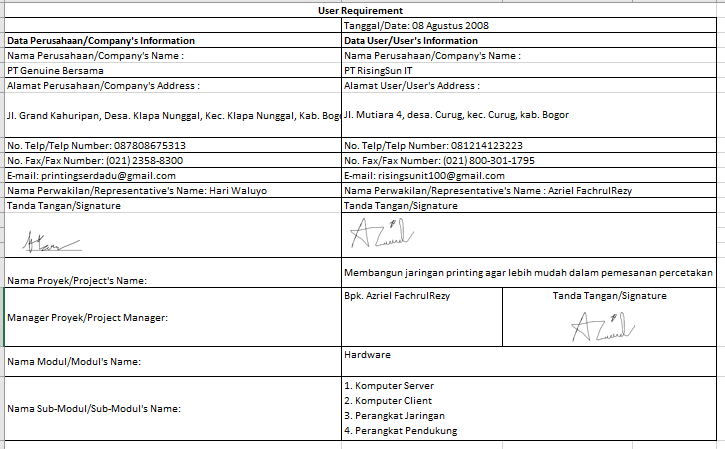 User Requirement
Tanggal/Date: 08 Agustus 2008
Data Perusahaan/Company's Information
Data User/User's Information
Nama Perusahaan/Company's Name :
Nama Perusahaan/Company's Name :
PT Genuine Bersama
PT RisingSun IT
Alamat Perusahaan/Company's Address :
Alamat User/User's Address :
Jl. Grand Kahuripan, Desa. Klapa Nunggal, Kec. Klapa Nunggal, Kab. Bog
Jl. Mutiara 4, desa. Curug, kec. Curug, kab. Bogor
No. Telp/Telp Number: 087808675313
No. Telp/Telp Number: 081214123223
No. Fax/Fax Number: (021) 2358-8300
No. Fax/Fax Number: (021) 800-301-1795
E-mail: printingserdadu@gmail.com
E-mail: risingsunit100@gmail.com
Nama Perwakilan/Representative's Name: Hari Waluyo
Nama Perwakilan/Representative's Name : Azriel FachrulRezy
Tanda Tangan/Signature
Tanda Tangan/Signature
Nama Proyek/Project's Name:
Membangun jaringan printing agar lebih mudah dalam pemesanan percetakan
Manager Proyek/Project Manager:
Bpk. Azriel FachrulRezy
Tanda Tangan/Signature
Nama Modul/Modul's Name:
Hardware
Nama Sub-Modul/Sub-Modul's Name:
1. Komputer Server
2. Komputer Client
3. Perangkat Jaringan
4. Perangkat Pendukung